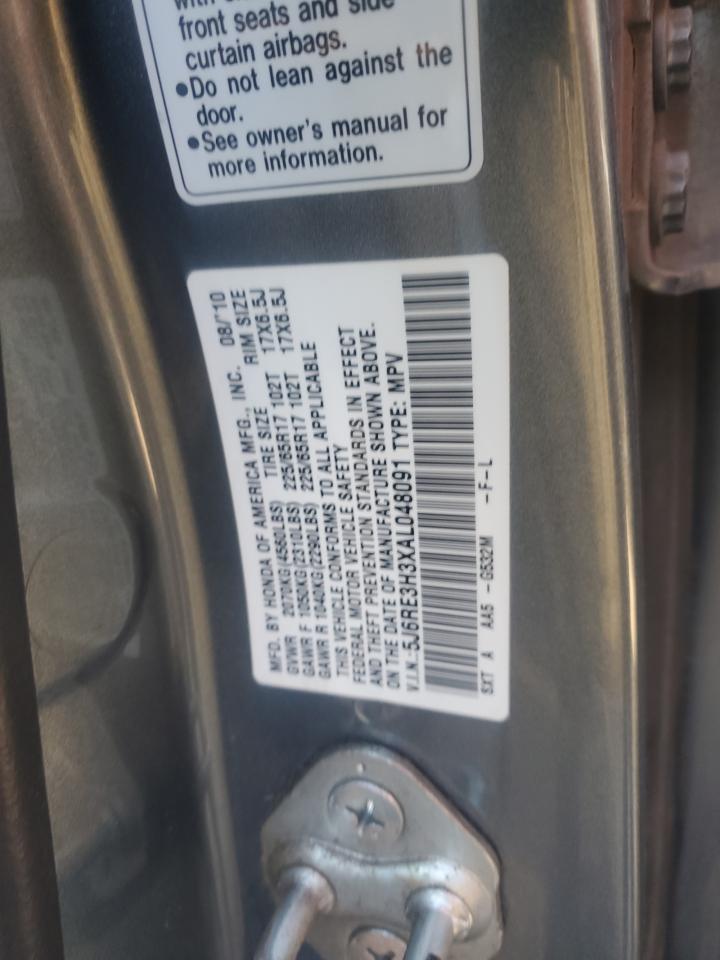 front seats and side
curtain airbags.
•Do not lean against the
door.
•See owner's manual for
more information.
MFD. BY HONDA OF AMERICA MFG., INC. 08/'10
GVWR 2070KG(4560LBS) TIRE SIZE RIM SIZE
GAWR F 1050KG(2310LBS) 225/65R17 102T 17X6.5J
GAWR R 1040KG(2290LBS) 225/65R17 102T 17X6.5J
THIS VEHICLE CONFORMS TO ALL APPLICABLE
FEDERAL MOTOR VEHICLE SAFETY
AND THEFT PREVENTION STANDARDS IN EFFECT
ON THE DATE OF MANUFACTURE SHOWN ABOVE.
V.I.N.:5J6RE3H3XAL048091 TYPE: MPV
SXT A AA5 -G532M -F-L